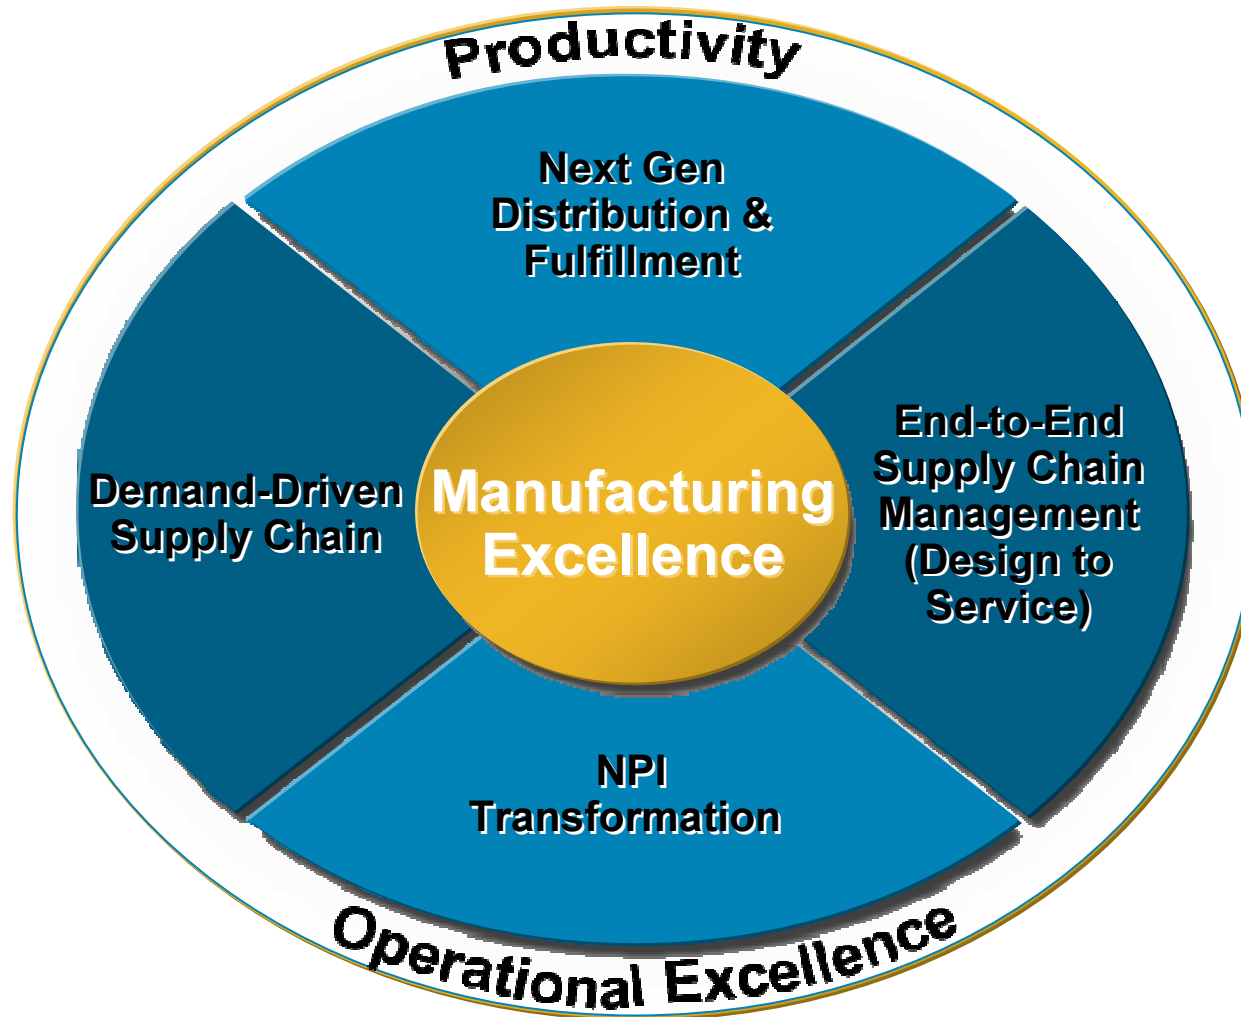 Productivity
Next Gen
Distribution &
Fulfillment
Demand-Driven
Supply Chain
Manufacturing
Excellence
End-to-End
Supply Chain
Management
(Design to
Service)
NPI
Transformation
Operational Excellence